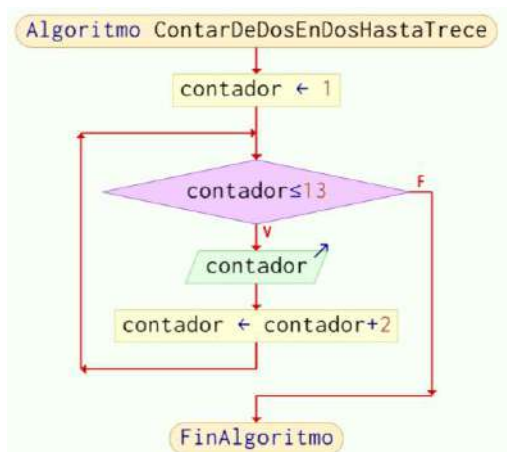 Algoritmo ContarDeDosEnDosHastaTrece
contador ← 1
contador≤13
F
V
contador
contador ← contador+2
FinAlgoritmo